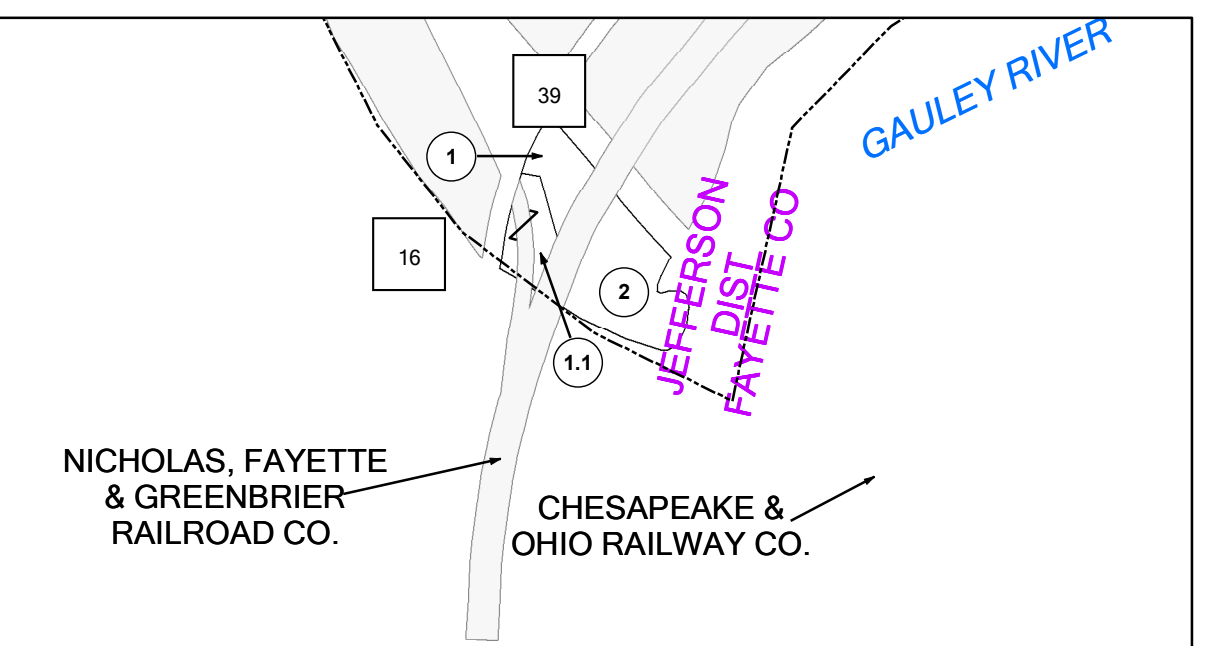 39
GAULEY RIVER
1
16
2
1.1
JEFFERSON
DIST
FAYETTE CO
NICHOLAS, FAYETTE
& GREENBRIER
RAILROAD CO.
CHESAPEAKE &
OHIO RAILWAY CO.